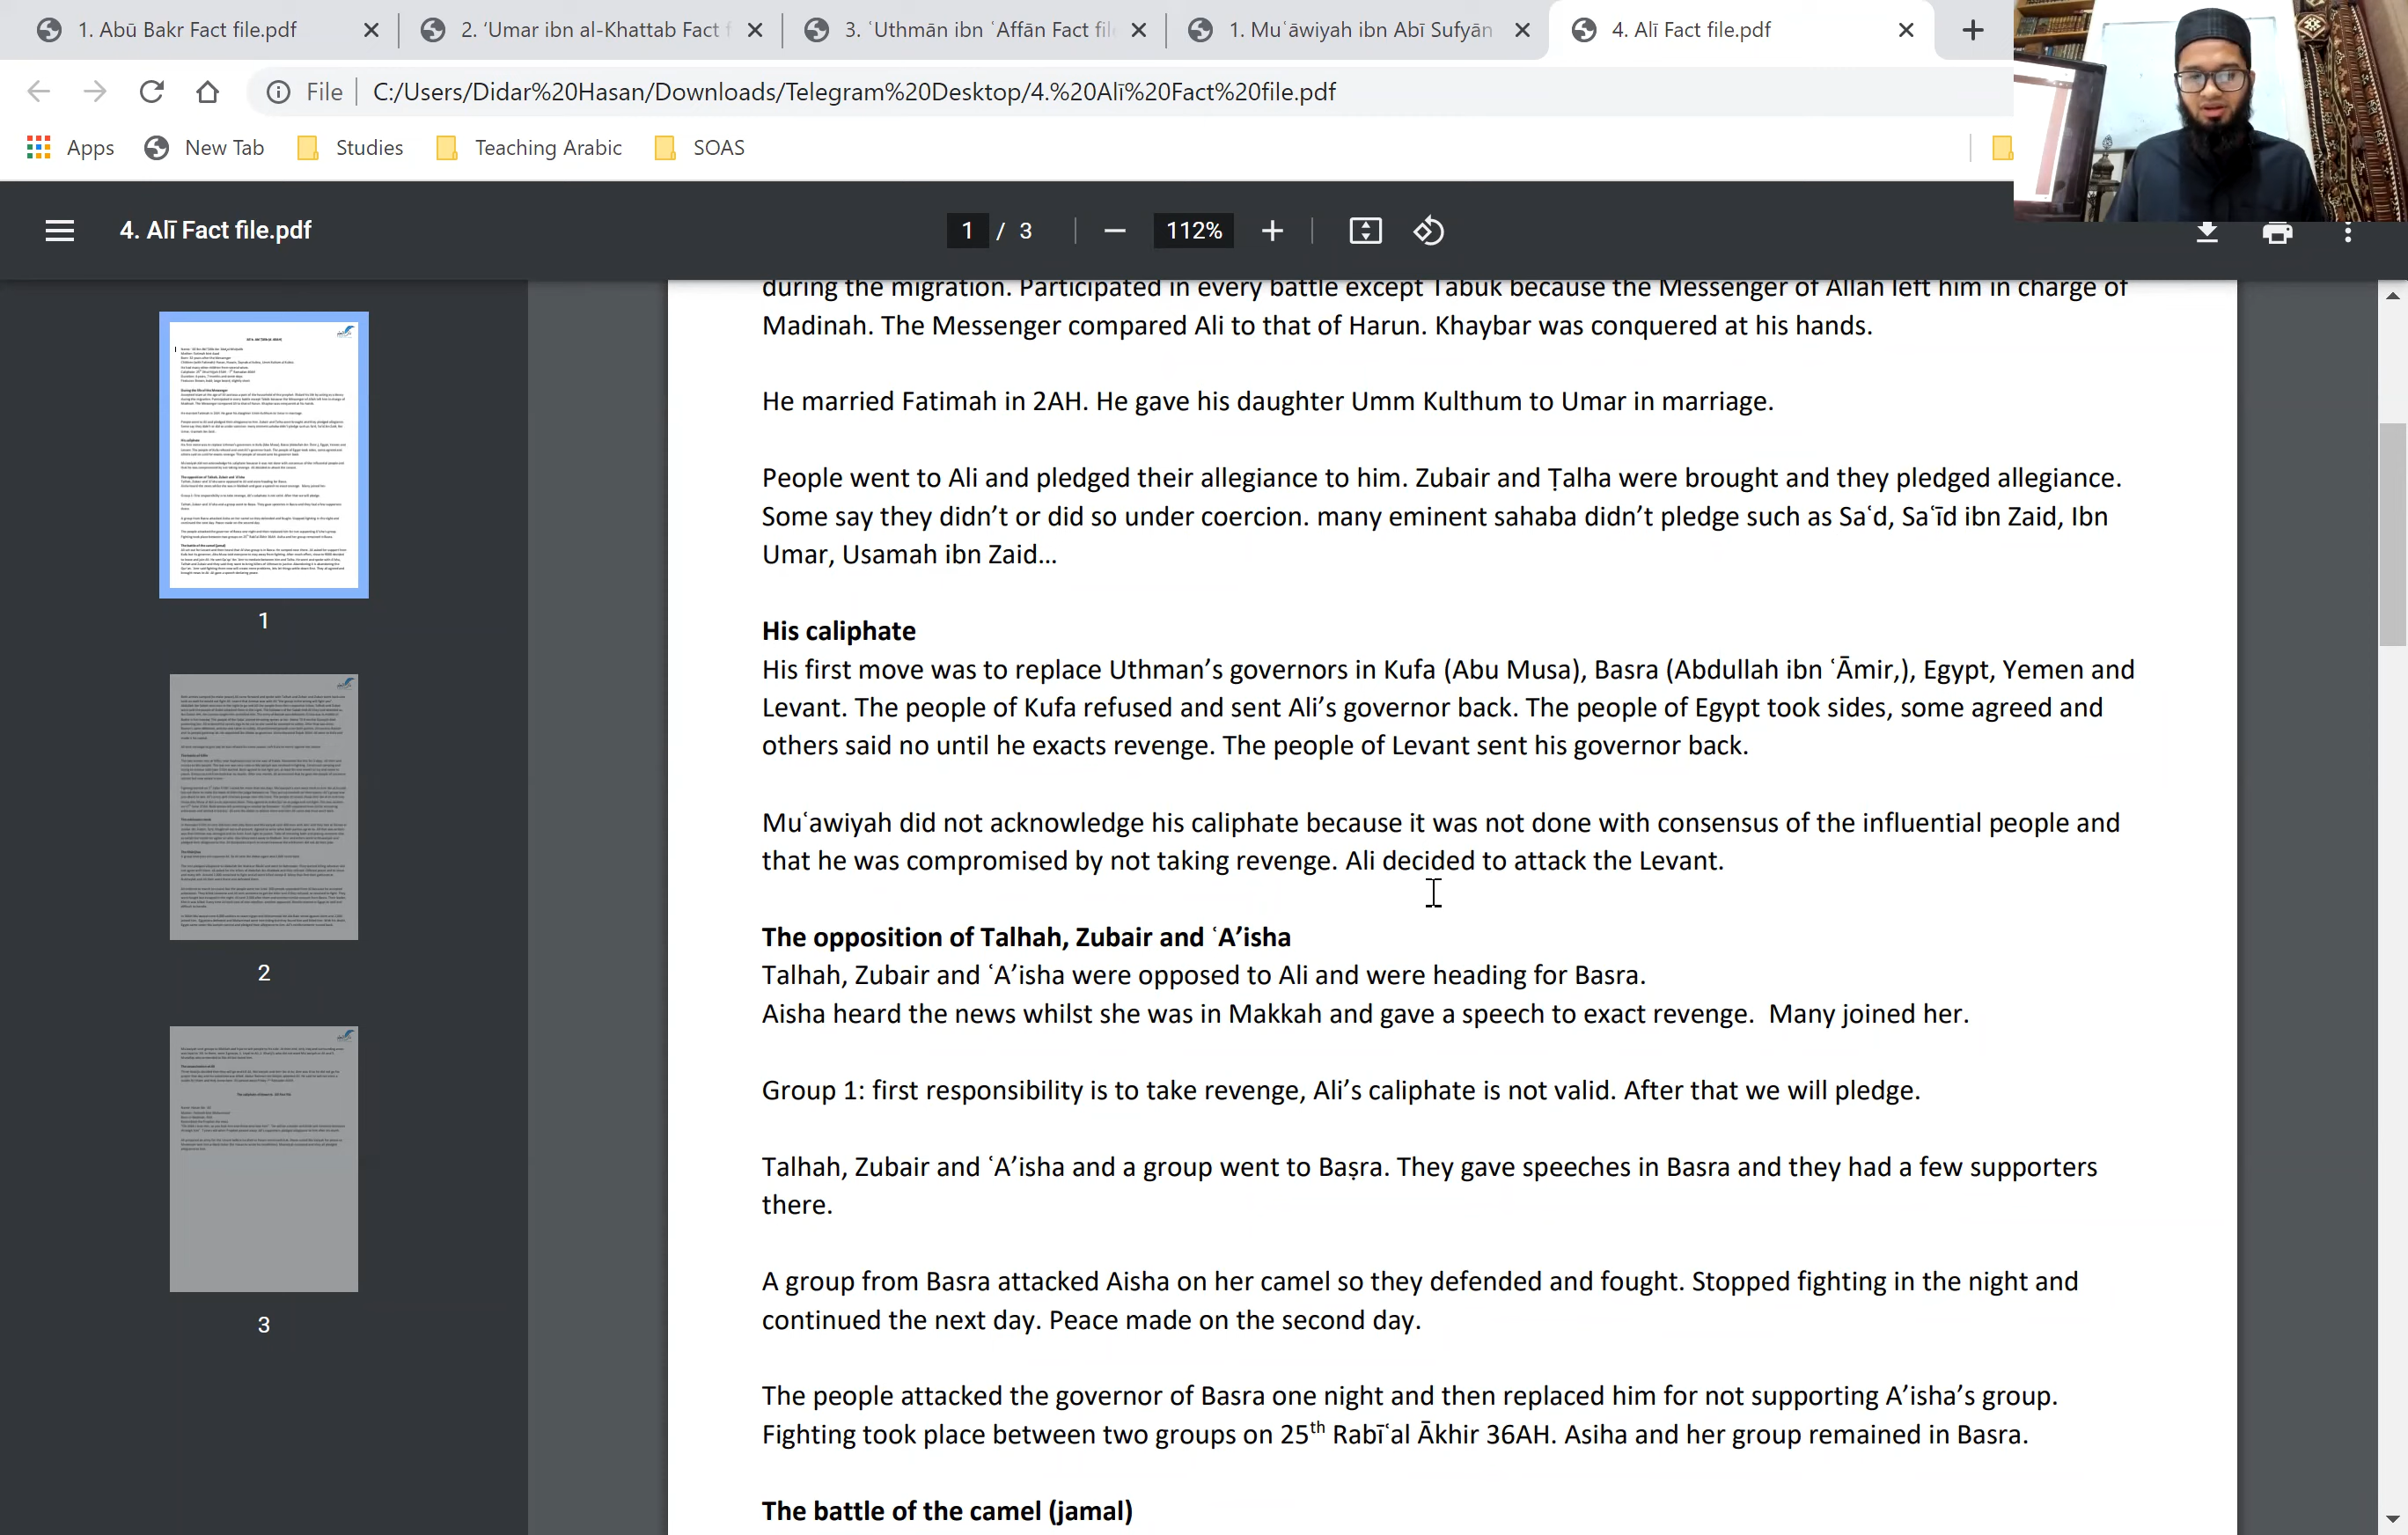 1. Abū Bakr Fact file.pdf
2. ‘Umar ibn al-Khattab Fact f
3. ʿUthmān ibn ʿAffān Fact file
1. Muʿāwiyah ibn Abī Sufyān
4. Alī Fact file.pdf
File
C:/Users/Didar%20Hasan/Downloads/Telegram%20Desktop/4.%20Alī%20Fact%20file.pdf
Apps
New Tab
Studies
Teaching Arabic
SOAS
4. Alī Fact file.pdf
1 / 3
112%
1
2
3
during the migration. Participated in every battle except Tabuk because the Messenger of Allah left him in charge of
Madinah. The Messenger compared Ali to that of Harun. Khaybar was conquered at his hands.
He married Fatimah in 2AH. He gave his daughter Umm Kulthum to Umar in marriage.
People went to Ali and pledged their allegiance to him. Zubair and Ṭalha were brought and they pledged allegiance.
Some say they didn’t or did so under coercion. many eminent sahaba didn’t pledge such as Saʿd, Saʿīd ibn Zaid, Ibn
Umar, Usamah ibn Zaid…
His caliphate
His first move was to replace Uthman’s governors in Kufa (Abu Musa), Basra (Abdullah ibn ʿĀmir,), Egypt, Yemen and
Levant. The people of Kufa refused and sent Ali’s governor back. The people of Egypt took sides, some agreed and
others said no until he exacts revenge. The people of Levant sent his governor back.
Muʿawiyah did not acknowledge his caliphate because it was not done with consensus of the influential people and
that he was compromised by not taking revenge. Ali decided to attack the Levant.
The opposition of Talhah, Zubair and ʿA’isha
Talhah, Zubair and ʿA’isha were opposed to Ali and were heading for Basra.
Aisha heard the news whilst she was in Makkah and gave a speech to exact revenge.  Many joined her.
Group 1: first responsibility is to take revenge, Ali’s caliphate is not valid. After that we will pledge.
Talhah, Zubair and ʿA’isha and a group went to Baṣra. They gave speeches in Basra and they had a few supporters
there.
A group from Basra attacked Aisha on her camel so they defended and fought. Stopped fighting in the night and
continued the next day. Peace made on the second day.
The people attacked the governor of Basra one night and then replaced him for not supporting A’isha’s group.
Fighting took place between two groups on 25th Rabīʿal Ākhir 36AH. Asiha and her group remained in Basra.
The battle of the camel (jamal)